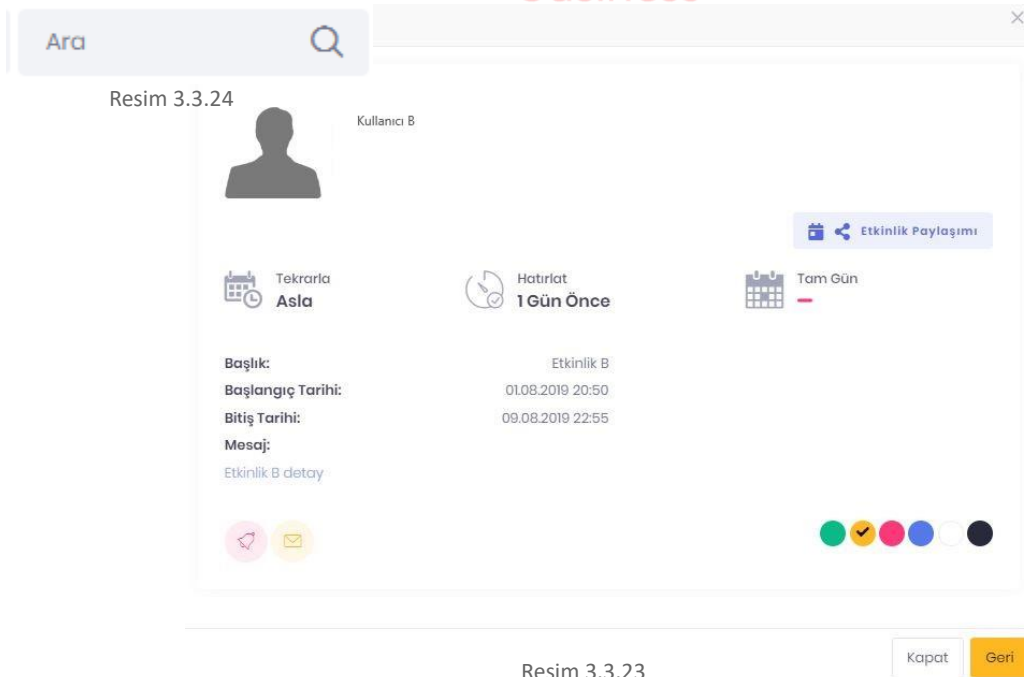 Ara
Resim 3.3.24
Kullanıcı B
Etkinlik Paylaşımı
Tekrarla
Asla
Hatırlat
1 Gün Önce
Tam Gün
Başlık: Etkinlik B
Başlangıç Tarihi: 01.08.2019 20:50
Bitiş Tarihi: 09.08.2019 22:55
Mesaj:
Etkinlik B detay
Kapat
Geri
Resim 3.3.23